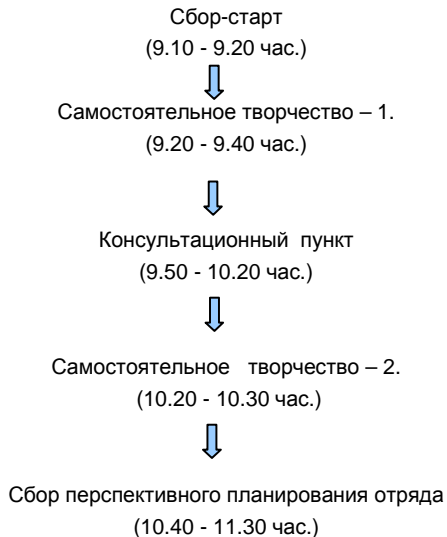 Сбор-старт
(9.10 - 9.20 час.)
Самостоятельное творчество – 1.
(9.20 - 9.40 час.)
Консультационный пункт
(9.50 - 10.20 час.)
Самостоятельное творчество – 2.
(10.20 - 10.30 час.)
Сбор перспективного планирования отряда
(10.40 - 11.30 час.)